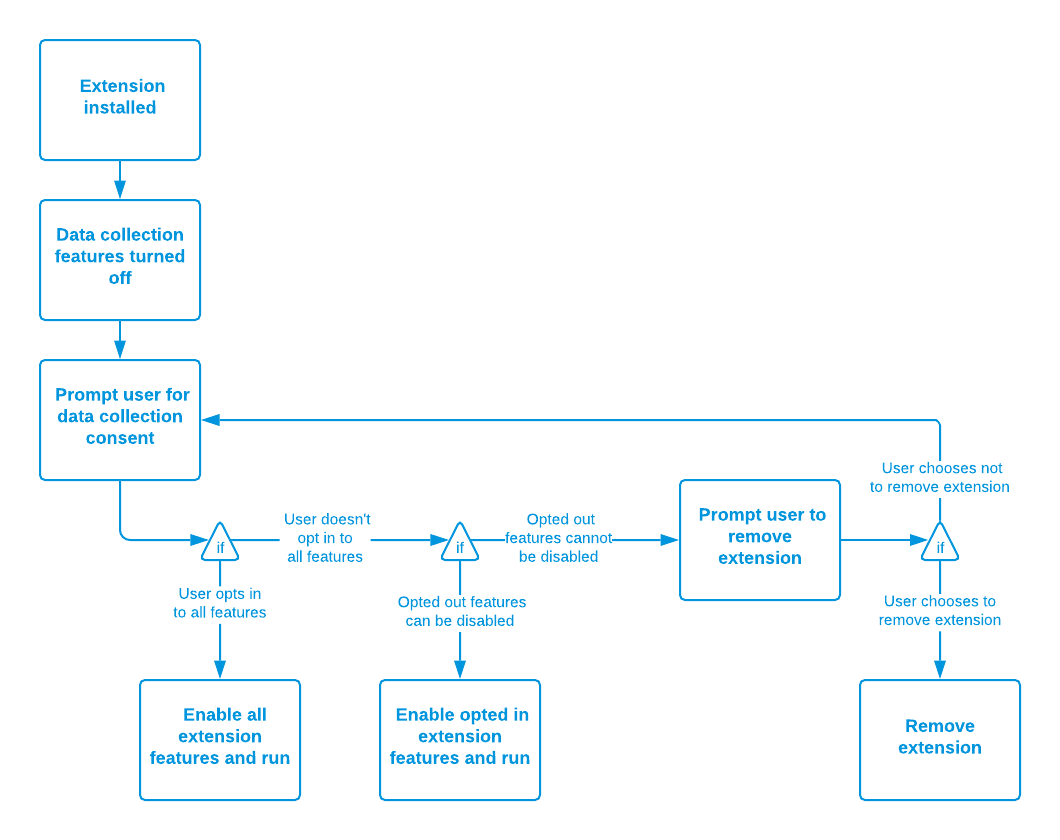 Extension
installed
Data collection
features turned
off
Prompt user for
data collection
consent
if
User opts in
to all features
Enable all
extension
features and run
User doesn't
opt in to
all features
if
Opted out features
can be disabled
Enable opted in
extension
features and run
Opted out
features cannot
be disabled
Prompt user to
remove
extension
if
User chooses not
to remove extension
User chooses to
remove extension
Remove
extension